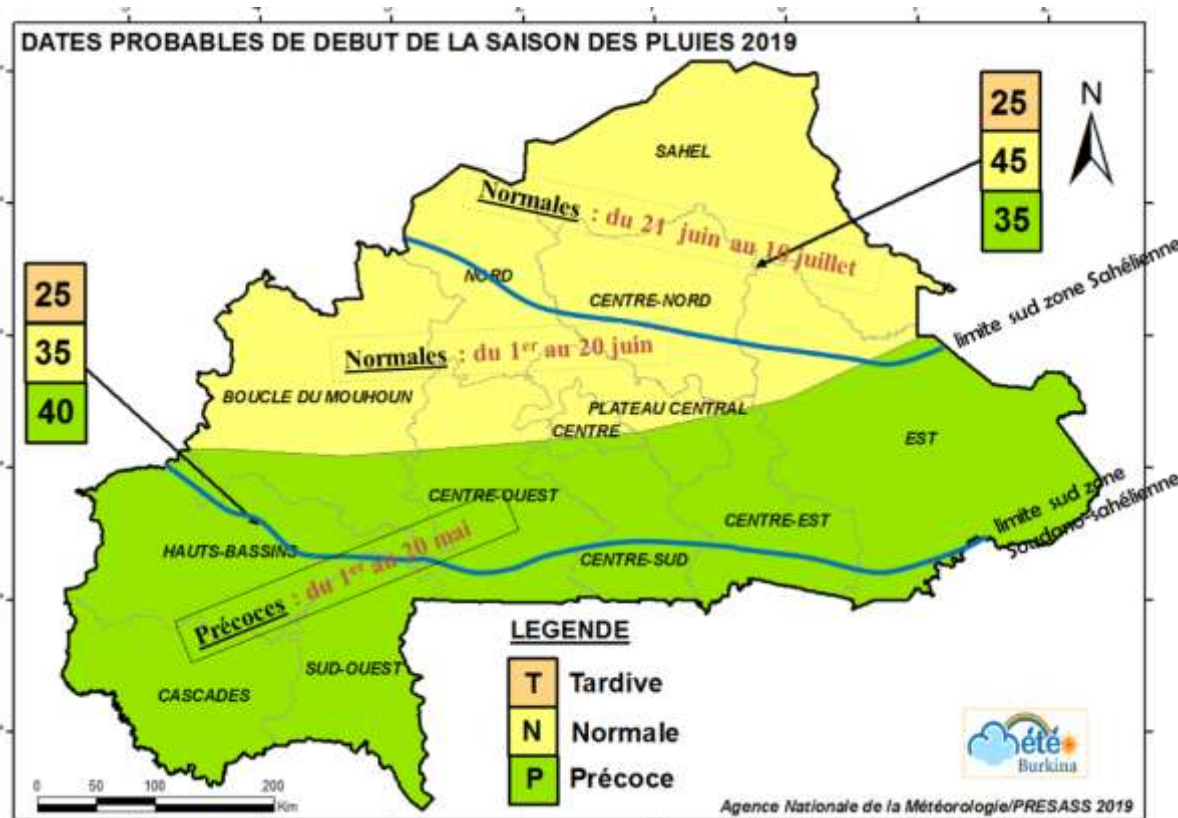 DATES PROBABLES DE DEBUT DE LA SAISON DES PLUIES 2019
25
45
35
N
SAHEL
Normales : du 21 juin au 10 juillet
NORD
CENTRE-NORD
limite sud zone Sahélienne
25
35
40
Normales : du 1er au 20 juin
BOUCLE DU MOUHOUN
PLATEAU CENTRAL
CENTRE
EST
CENTRE-OUEST
CENTRE-EST
limite sud zone
Soudano-sahélienne
HAUTS-BASSINS
CENTRE-SUD
Précoces : du 1er au 20 mai
SUD-OUEST
CASCADES
LEGENDE
T Tardive
N Normale
P Précoce
0 50 100 200
Km
Météo
Burkina
Agence Nationale de la Météorologie/PRESASS 2019